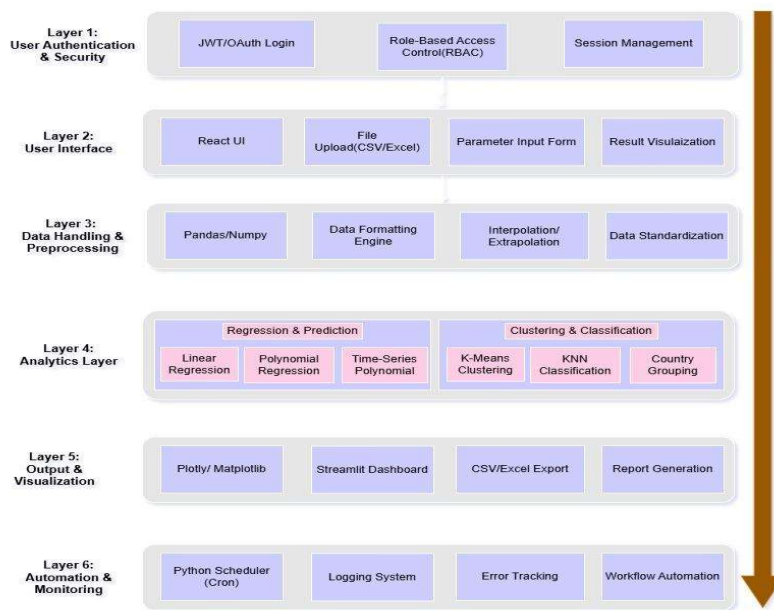 Layer 1:
User Authentication
& Security
JWT/OAuth Login
Role-Based Access
Control(RBAC)
Session Management
Layer 2:
User Interface
React UI
File
Upload(CSV/Excel)
Parameter Input Form
Result Visulaization
Layer 3:
Data Handling &
Preprocessing
Pandas/Numpy
Data Formatting
Engine
Interpolation/
Extrapolation
Data Standardization
Layer 4:
Analytics Layer
Regression & Prediction
Linear
Regression
Polynomial
Regression
Time-Series
Polynomial
Clustering & Classification
K-Means
Clustering
KNN
Classification
Country
Grouping
Layer 5:
Output &
Visualization
Plotly/ Matplotlib
Streamlit Dashboard
CSV/Excel Export
Report Generation
Layer 6:
Automation &
Monitoring
Python Scheduler
(Cron)
Logging System
Error Tracking
Workflow Automation